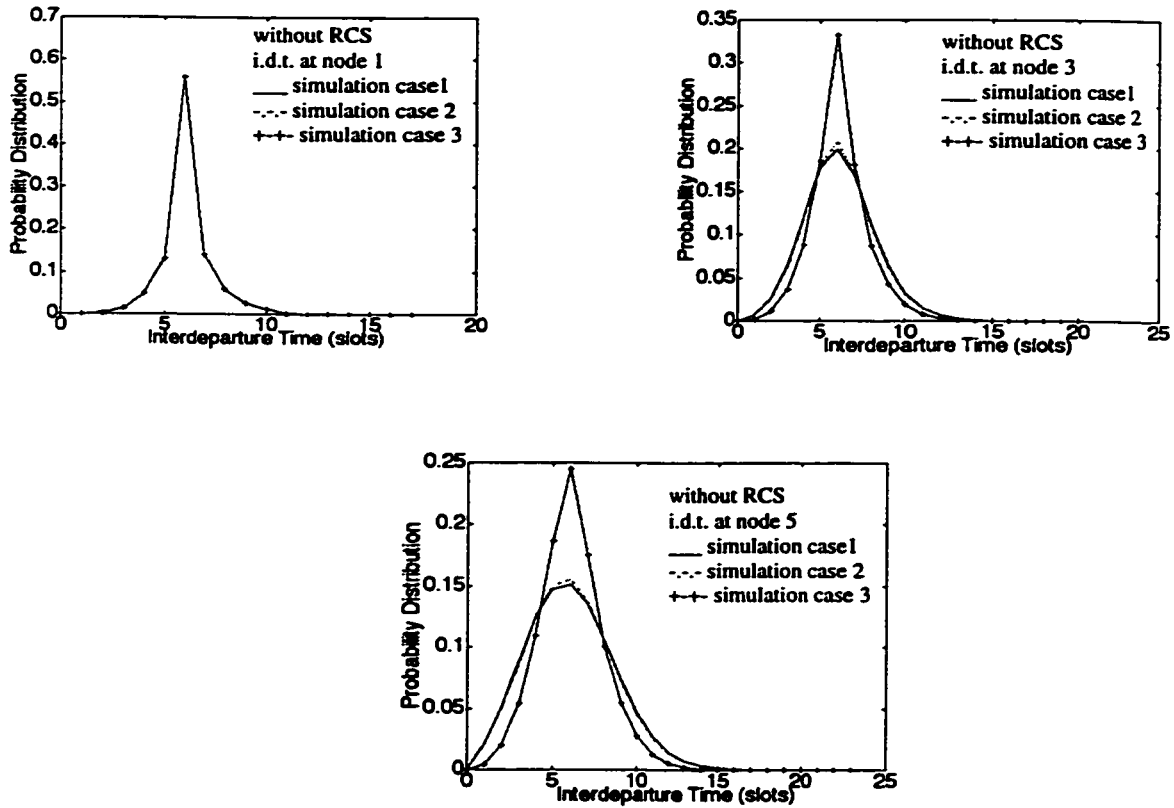 0.7
0.6
0.5
0.4
0.3
0.2
0.1
0
Probability Distribution
without RCS
i.d.t. at node 1
simulation case1
simulation case 2
simulation case 3
0 5 10 15 20
Interdeparture Time (slots)
0.35
0.3
0.25
0.2
0.15
0.1
0.05
0
Probability Distribution
without RCS
i.d.t. at node 3
simulation case1
simulation case 2
simulation case 3
0 5 10 15 20 25
Interdeparture Time (slots)
0.25
0.2
0.15
0.1
0.05
0
Probability Distribution
without RCS
i.d.t. at node 5
simulation case1
simulation case 2
simulation case 3
0 5 10 15 20 25
Interdeparture Time (slots)